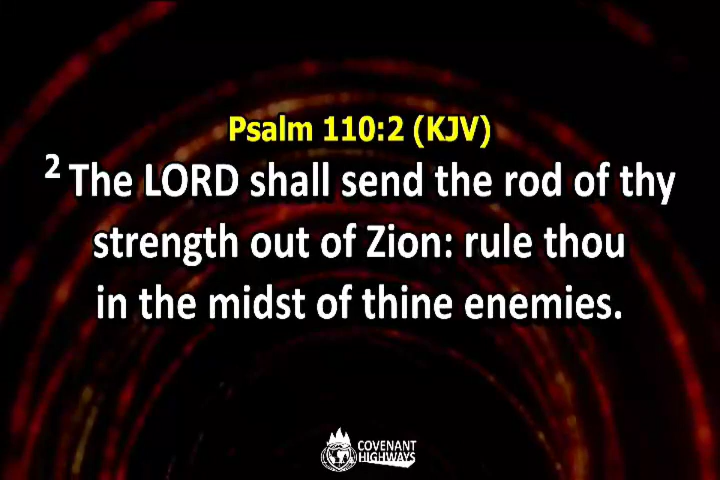 Psalm 110:2 (KJV)
2 The LORD shall send the rod of thy
strength out of Zion: rule thou
in the midst of thine enemies.
COVENANT
HIGHWAYS